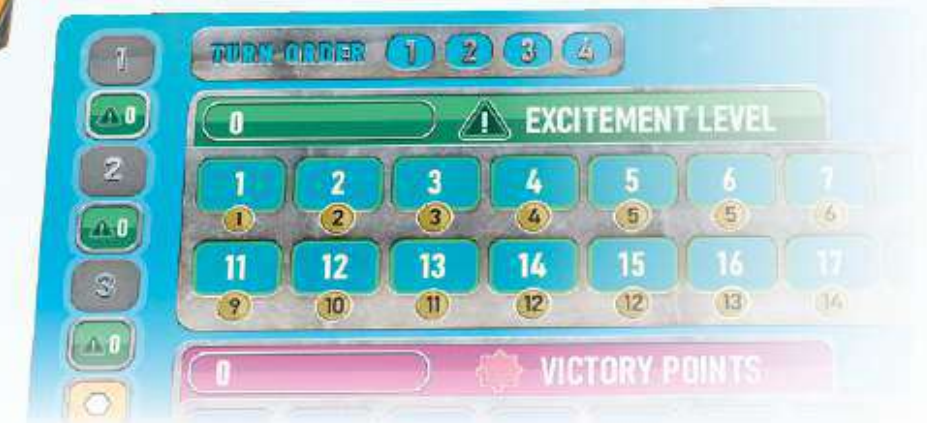 TURN ORDER 1 2 3 4
0 EXCITEMENT LEVEL
1 2 3 4 5 6 7
1 2 3 4 5 5 6
11 12 13 14 15 16 17
9 10 11 12 12 13 14
0 VICTORY POINTS
1
0
2
0
3
0